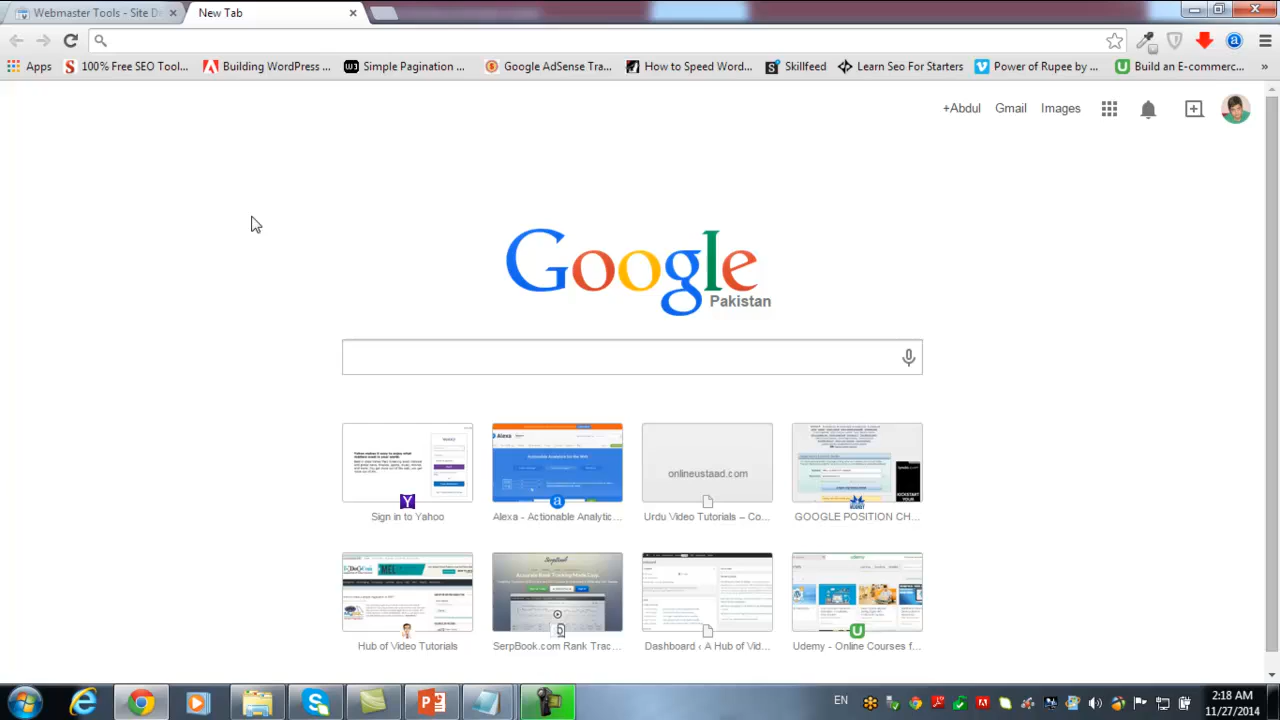 Webmaster Tools - Site De
New Tab
Apps
100% Free SEO Tool...
Building WordPress ...
Simple Pagination ...
Google AdSense Tra...
How to Speed Word...
Skillfeed
Learn Seo For Starters
Power of Rupee by ...
Build an E-commerc...
»
+Abdul
Gmail
Images
Google
Pakistan
Alexa
onlineustaad.com
udemy
Sign in to Yahoo
Alexa - Actionable Analytic...
Urdu Video Tutorials – Co...
GOOGLE POSITION CH...
Hub of Video Tutorials
SerpBook.com Rank Trac...
Dashboard ‹ A Hub of Vid...
Udemy - Online Courses f...
EN
2:18 AM
11/27/2014